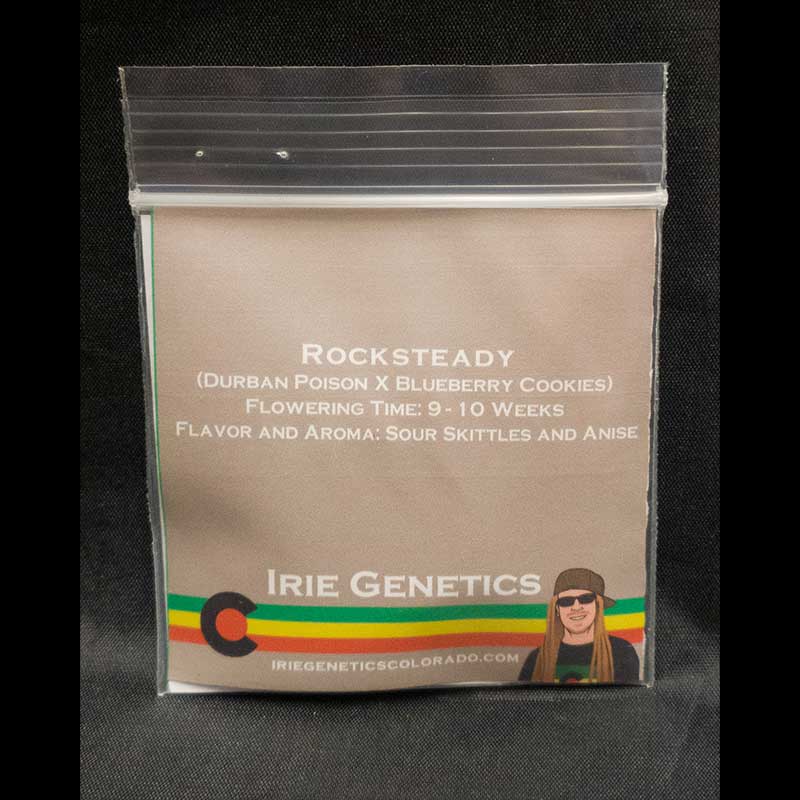 Rocksteady
(Durban Poison X Blueberry Cookies)
Flowering Time: 9 - 10 Weeks
Flavor and Aroma: Sour Skittles and Anise
Irie Genetics
iriegeneticscolorado.com